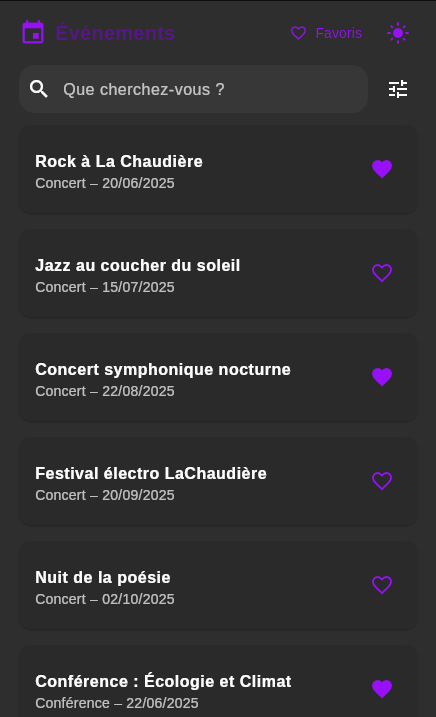 Événements
Favoris
Que cherchez-vous ?
Rock à La Chaudière
Concert – 20/06/2025
Jazz au coucher du soleil
Concert – 15/07/2025
Concert symphonique nocturne
Concert – 22/08/2025
Festival électro LaChaudière
Concert – 20/09/2025
Nuit de la poésie
Concert – 02/10/2025
Conférence : Écologie et Climat
Conférence – 22/06/2025